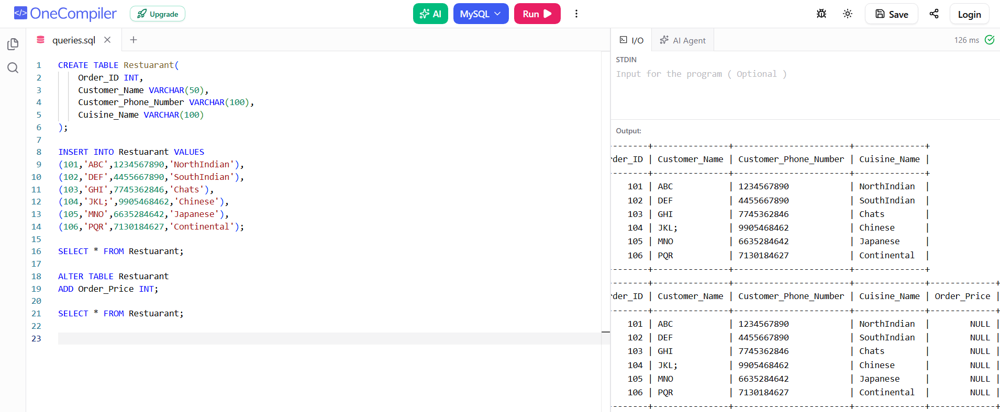 </> OneCompiler
Upgrade
AI
MySQL
Run
Save
Login
queries.sql
I/O
AI Agent
126 ms
1 CREATE TABLE Restuarant(
2 Order_ID INT,
3 Customer_Name VARCHAR(50),
4 Customer_Phone_Number VARCHAR(100),
5 Cuisine_Name VARCHAR(100)
6 );
7
8 INSERT INTO Restuarant VALUES
9 (101,'ABC',1234567890,'NorthIndian'),
10 (102,'DEF',4455667890,'SouthIndian'),
11 (103,'GHI',7745362846,'Chats'),
12 (104,'JKL;',9905468462,'Chinese'),
13 (105,'MNO',6635284642,'Japanese'),
14 (106,'PQR',7130184627,'Continental');
15
16 SELECT * FROM Restuarant;
17
18 ALTER TABLE Restuarant
19 ADD Order_Price INT;
20
21 SELECT * FROM Restuarant;
22
23
STDIN
Input for the program ( Optional )
Output:
-------+---------------+-----------------------+--------------+
rder_ID | Customer_Name | Customer_Phone_Number | Cuisine_Name |
-------+---------------+-----------------------+--------------+
101 | ABC | 1234567890 | NorthIndian |
102 | DEF | 4455667890 | SouthIndian |
103 | GHI | 7745362846 | Chats |
104 | JKL; | 9905468462 | Chinese |
105 | MNO | 6635284642 | Japanese |
106 | PQR | 7130184627 | Continental |
-------+---------------+-----------------------+--------------+
-------+---------------+-----------------------+--------------+-------------+
rder_ID | Customer_Name | Customer_Phone_Number | Cuisine_Name | Order_Price |
-------+---------------+-----------------------+--------------+-------------+
101 | ABC | 1234567890 | NorthIndian | NULL |
102 | DEF | 4455667890 | SouthIndian | NULL |
103 | GHI | 7745362846 | Chats | NULL |
104 | JKL; | 9905468462 | Chinese | NULL |
105 | MNO | 6635284642 | Japanese | NULL |
106 | PQR | 7130184627 | Continental | NULL |
-------+---------------+-----------------------+--------------+-------------+